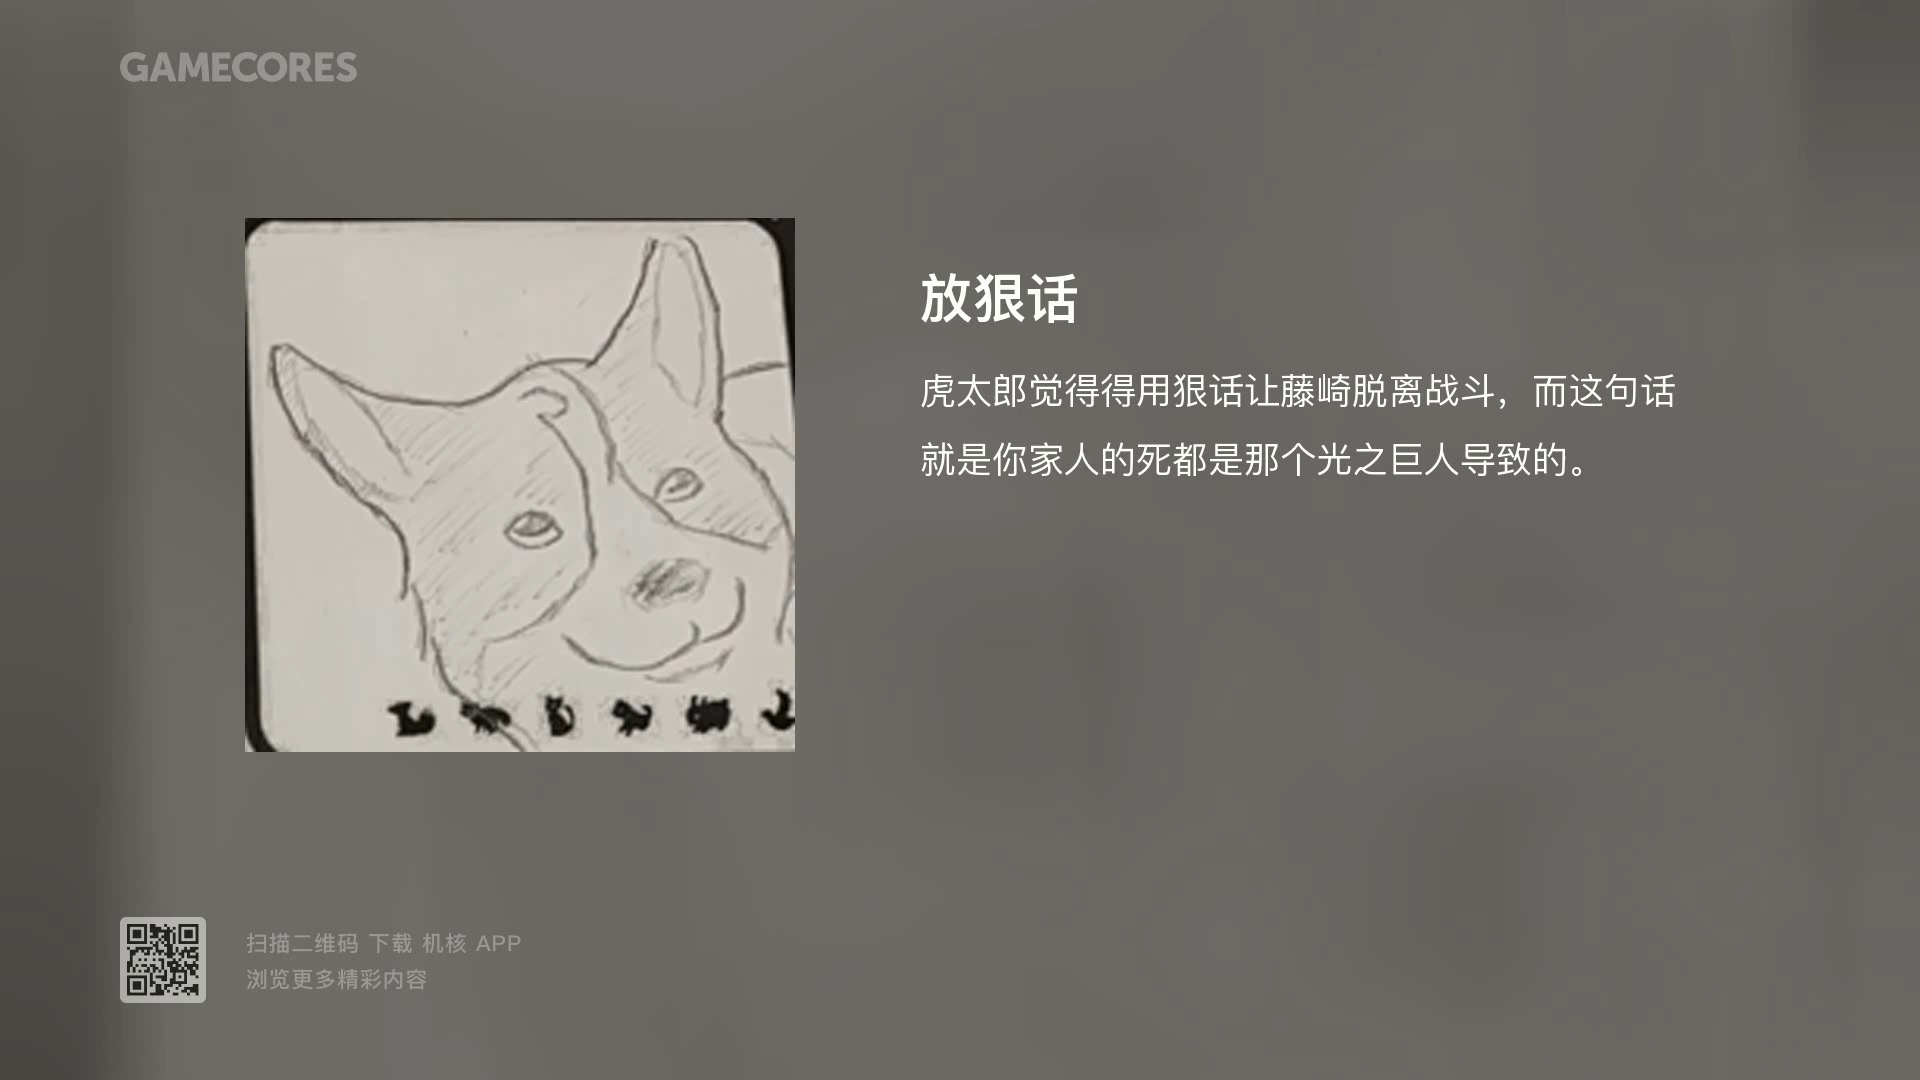 GAMECORES
放狠话
虎太郎觉得得用狠话让藤崎脱离战斗，而这句话
就是你家人的死都是那个光之巨人导致的。
扫描二维码 下载 机核 APP
浏览更多精彩内容